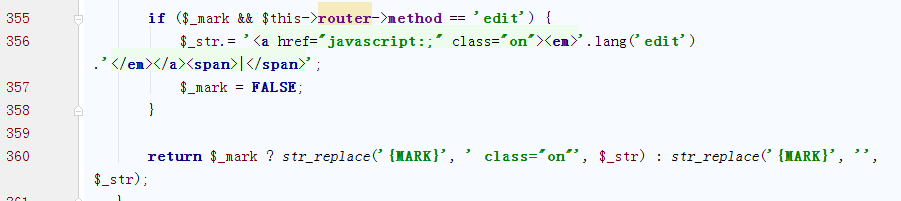 355 if ($_mark && $this->router->method == 'edit') {
356 $_str.= '<a href="javascript:;" class="on"><em>'.lang('edit')
.'</em></a><span>|</span>';
357 $_mark = FALSE;
358 }
359
360 return $_mark ? str_replace('{MARK}', ' class="on"', $_str) : str_replace('{MARK}', '',
$_str);